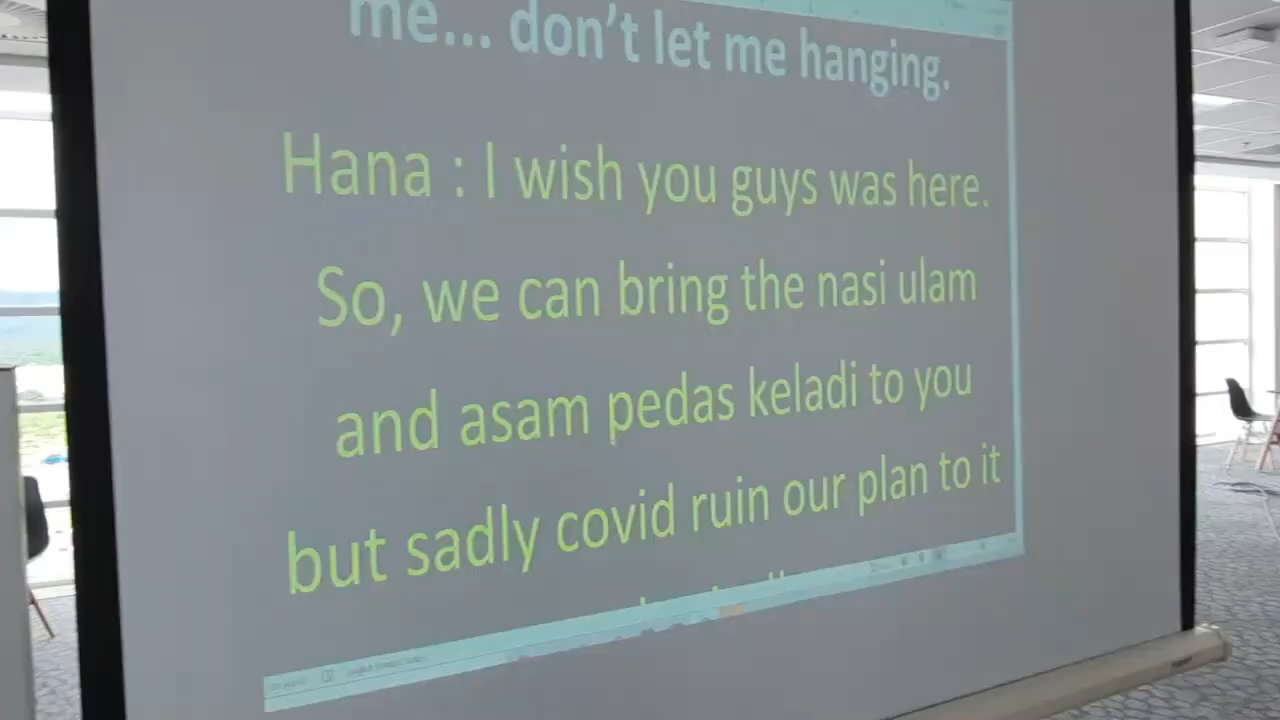 me... don't let me hanging.
Hana : I wish you guys was here.
So, we can bring the nasi ulam
and asam pedas keladi to you
but sadly covid ruin our plan to it